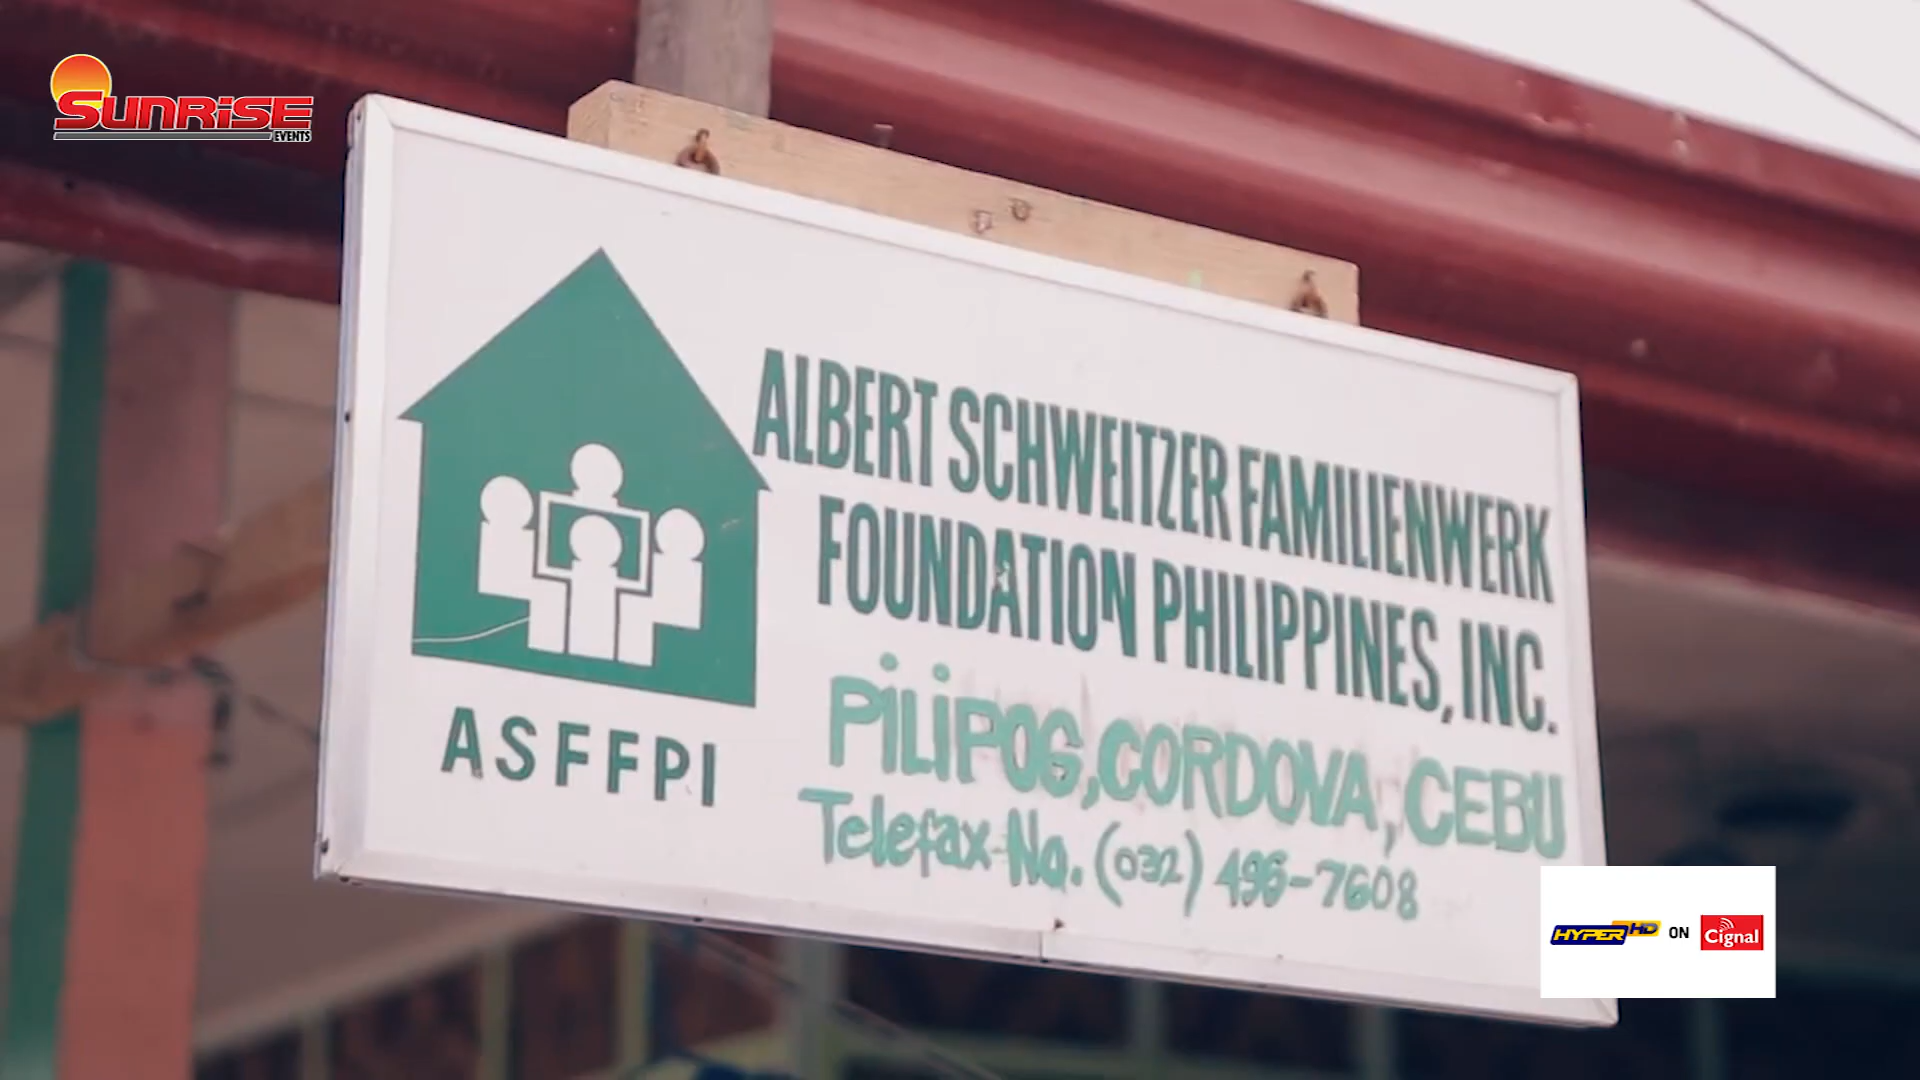 SUNRiSE
EVENTS
ALBERT SCHWEITZER FAMILIENWERK
FOUNDATION PHILIPPINES, INC.
PiLiPOG, CORDOVA, CEBU
Telefax No. (032) 496-7608
ASFFPI
HYPER HD ON Cignal